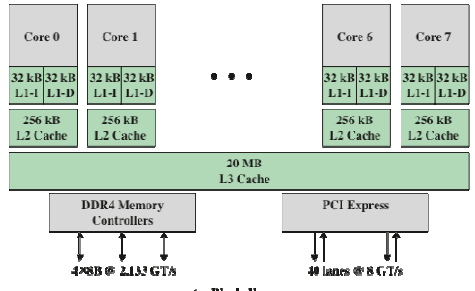 Core 0 Core 1 Core 6 Core 7
32 kB 32 kB 32 kB 32 kB 32 kB 32 kB 32 kB 32 kB
L1-I L1-D L1-I L1-D L1-I L1-D L1-I L1-D
256 kB 256 kB 256 kB 256 kB
L2 Cache L2 Cache L2 Cache L2 Cache
20 MB
L3 Cache
DDR4 Memory PCI Express
Controllers
4×8B @ 2.133 GT/s 40 lanes @ 8 GT/s